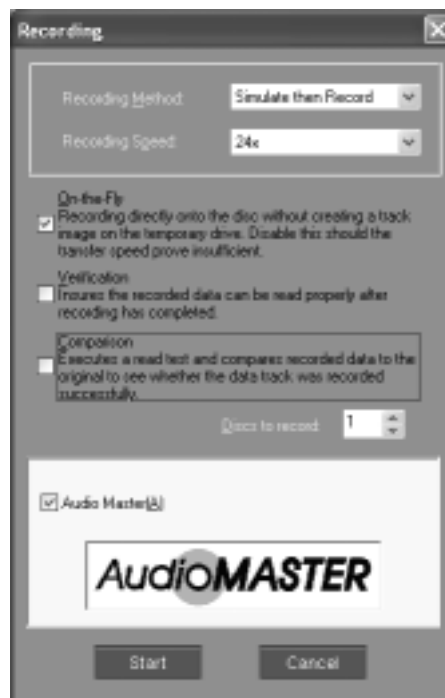 Recording
Recording Method:
Simulate then Record
Recording Speed:
24x
On-the-Fly
Recording directly onto the disc without creating a track
image on the temporary drive. Disable this should the
transfer speed prove insufficient.
Verification
Insures the recorded data can be read properly after
recording has completed.
Comparison
Executes a read test and compares recorded data to the
original to see whether the data track was recorded
successfully.
Discs to record:
1
Audio Master(A)
AudioMASTER
Start
Cancel